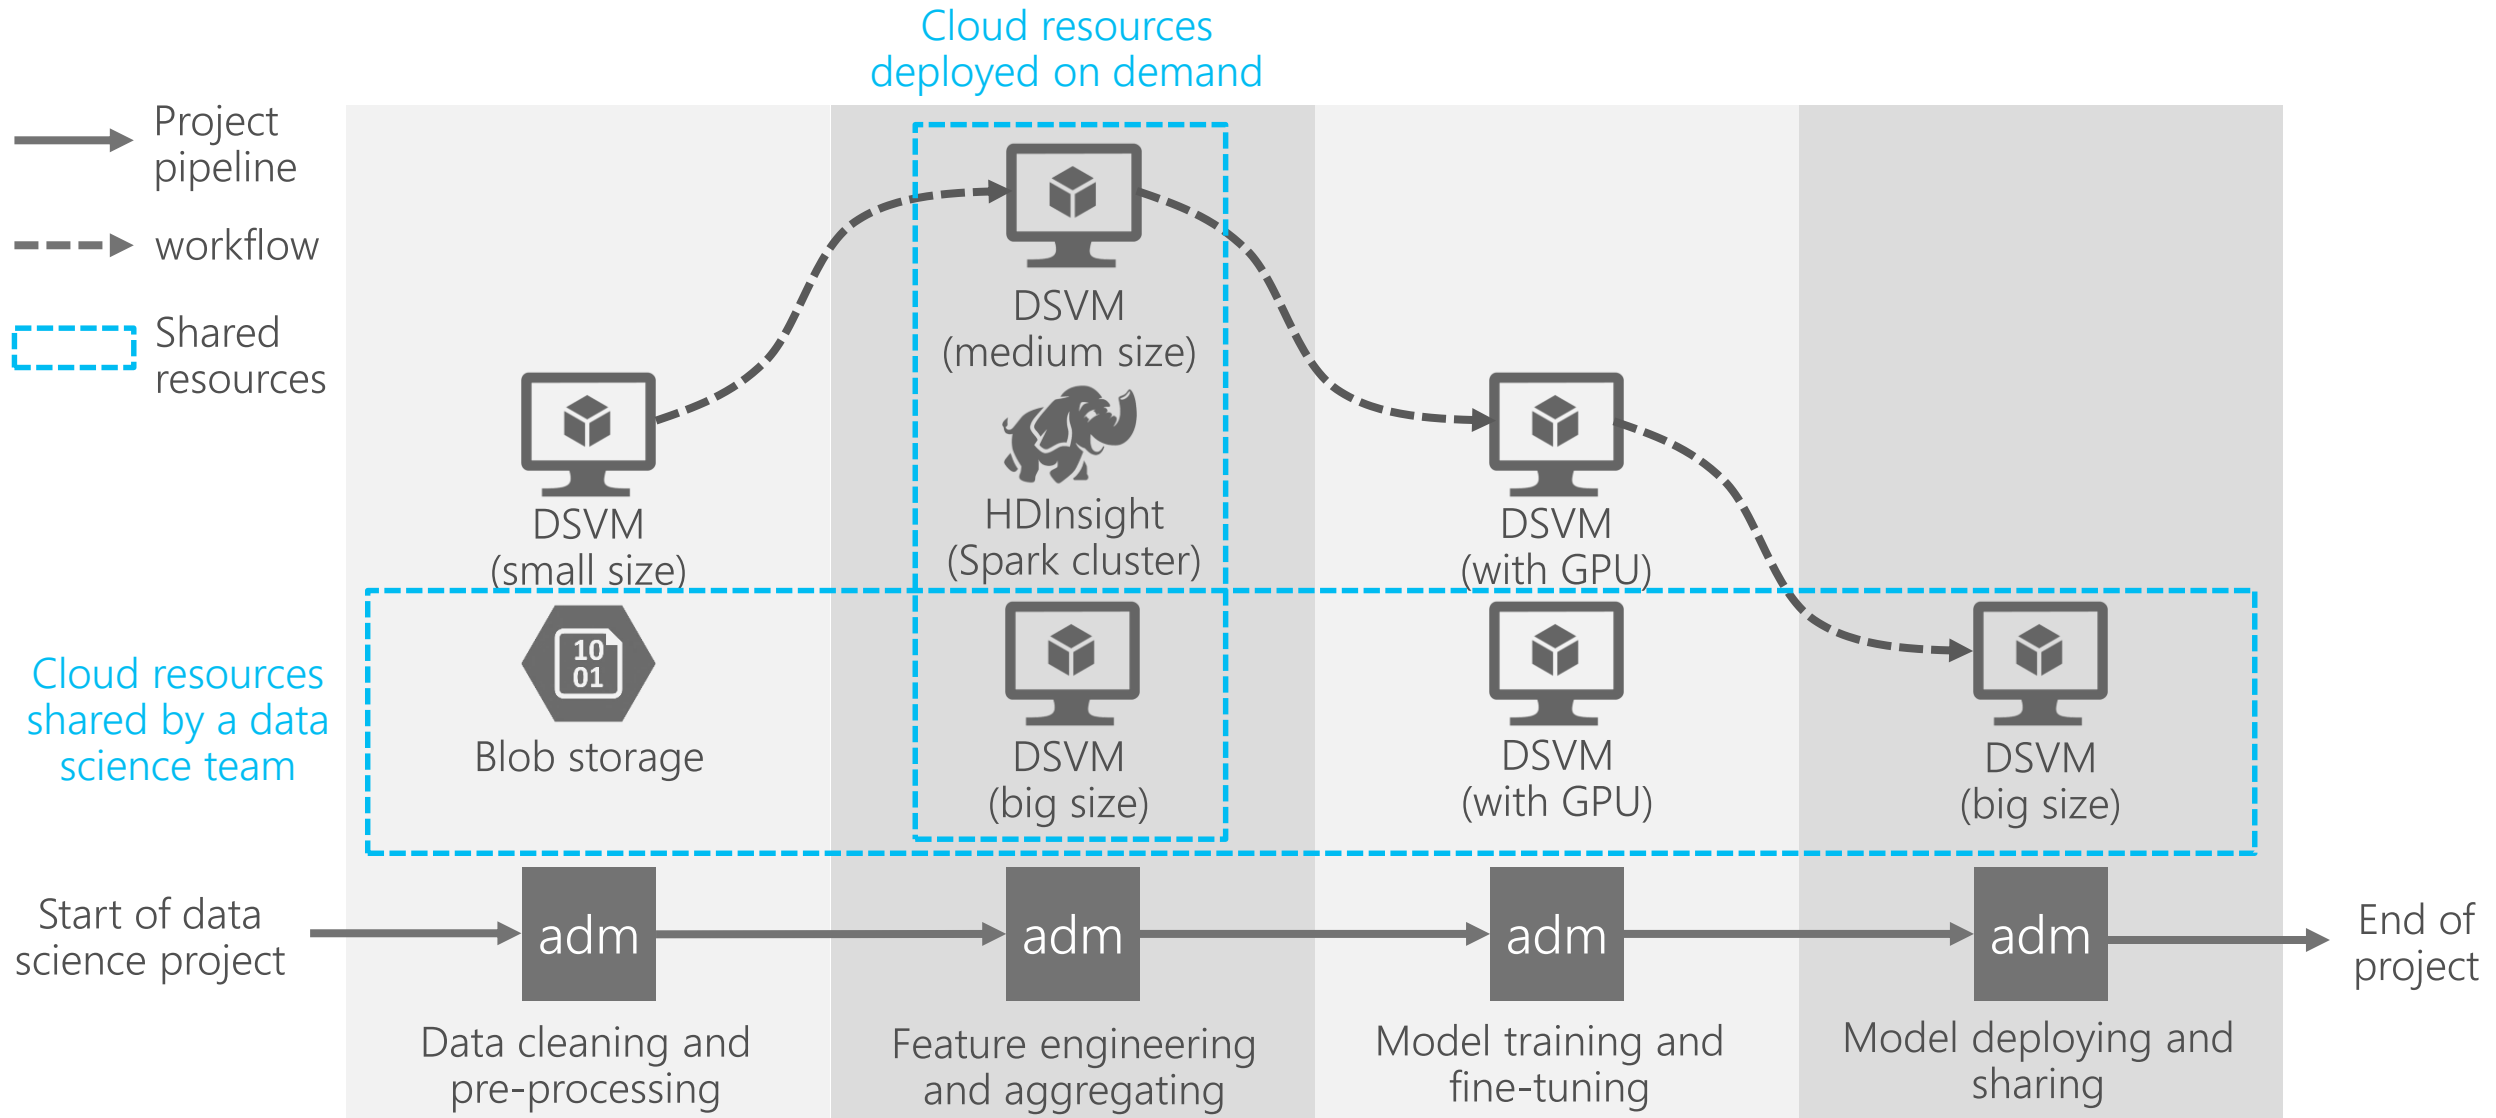 Cloud resources
deployed on demand
Project
pipeline
workflow
Shared
resources
DSVM
(small size)
DSVM
(medium size)
HDInsight
(Spark cluster)
DSVM
(with GPU)
Cloud resources
shared by a data
science team
10
01
Blob storage
DSVM
(big size)
DSVM
(with GPU)
DSVM
(big size)
Start of data
science project
adm
adm
adm
adm
End of
project
Data cleaning and
pre-processing
Feature engineering
and aggregating
Model training and
fine-tuning
Model deploying and
sharing